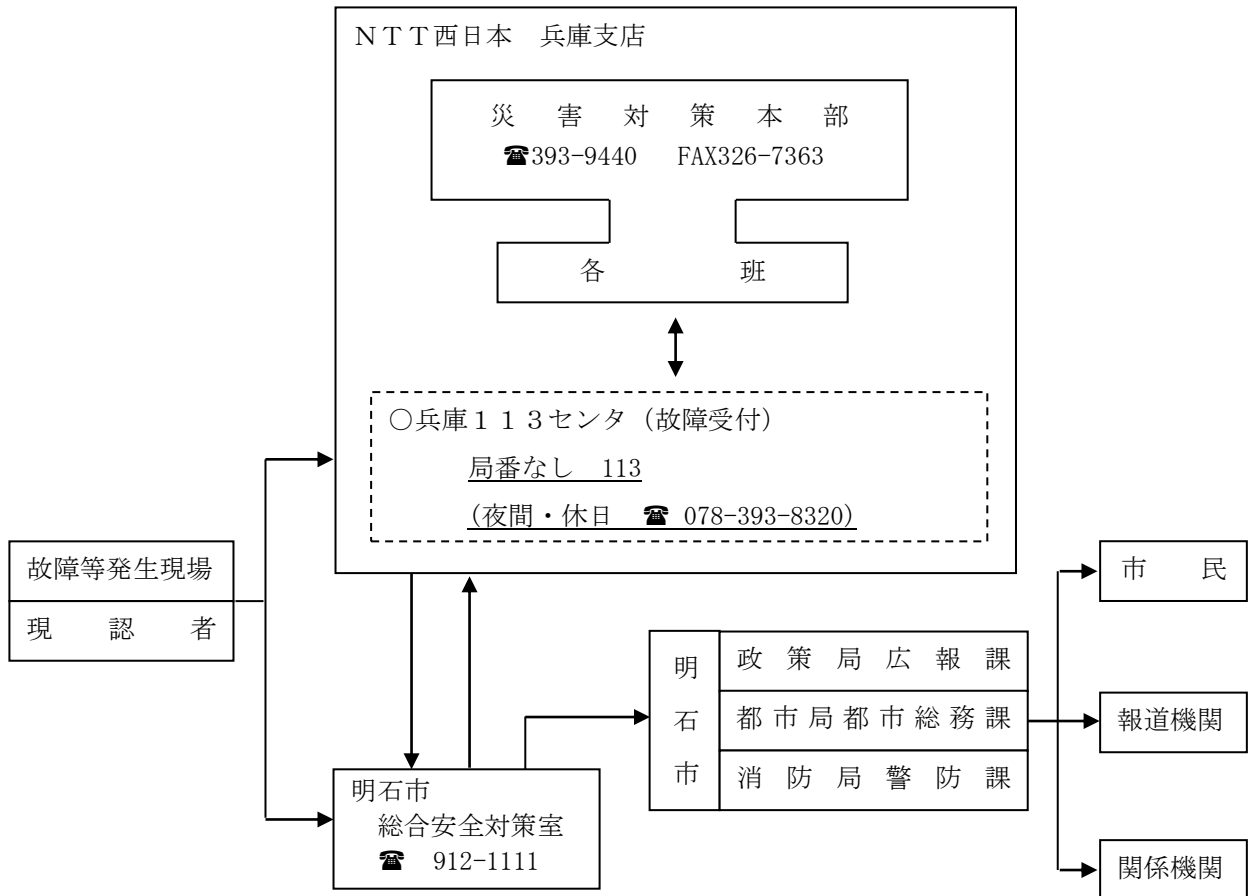 ＮＴＴ西日本　兵庫支店
災　害　対　策　本　部
☎393-9440　FAX326-7363
各　班
○兵庫１１３センタ（故障受付）
局番なし　113
(夜間・休日　☎ 078-393-8320)
故障等発生現場
現　認　者
明石市
総合安全対策室
☎　912-1111
明石市
政策局広報課
都市局都市総務課
消防局警防課
市　民
報道機関
関係機関